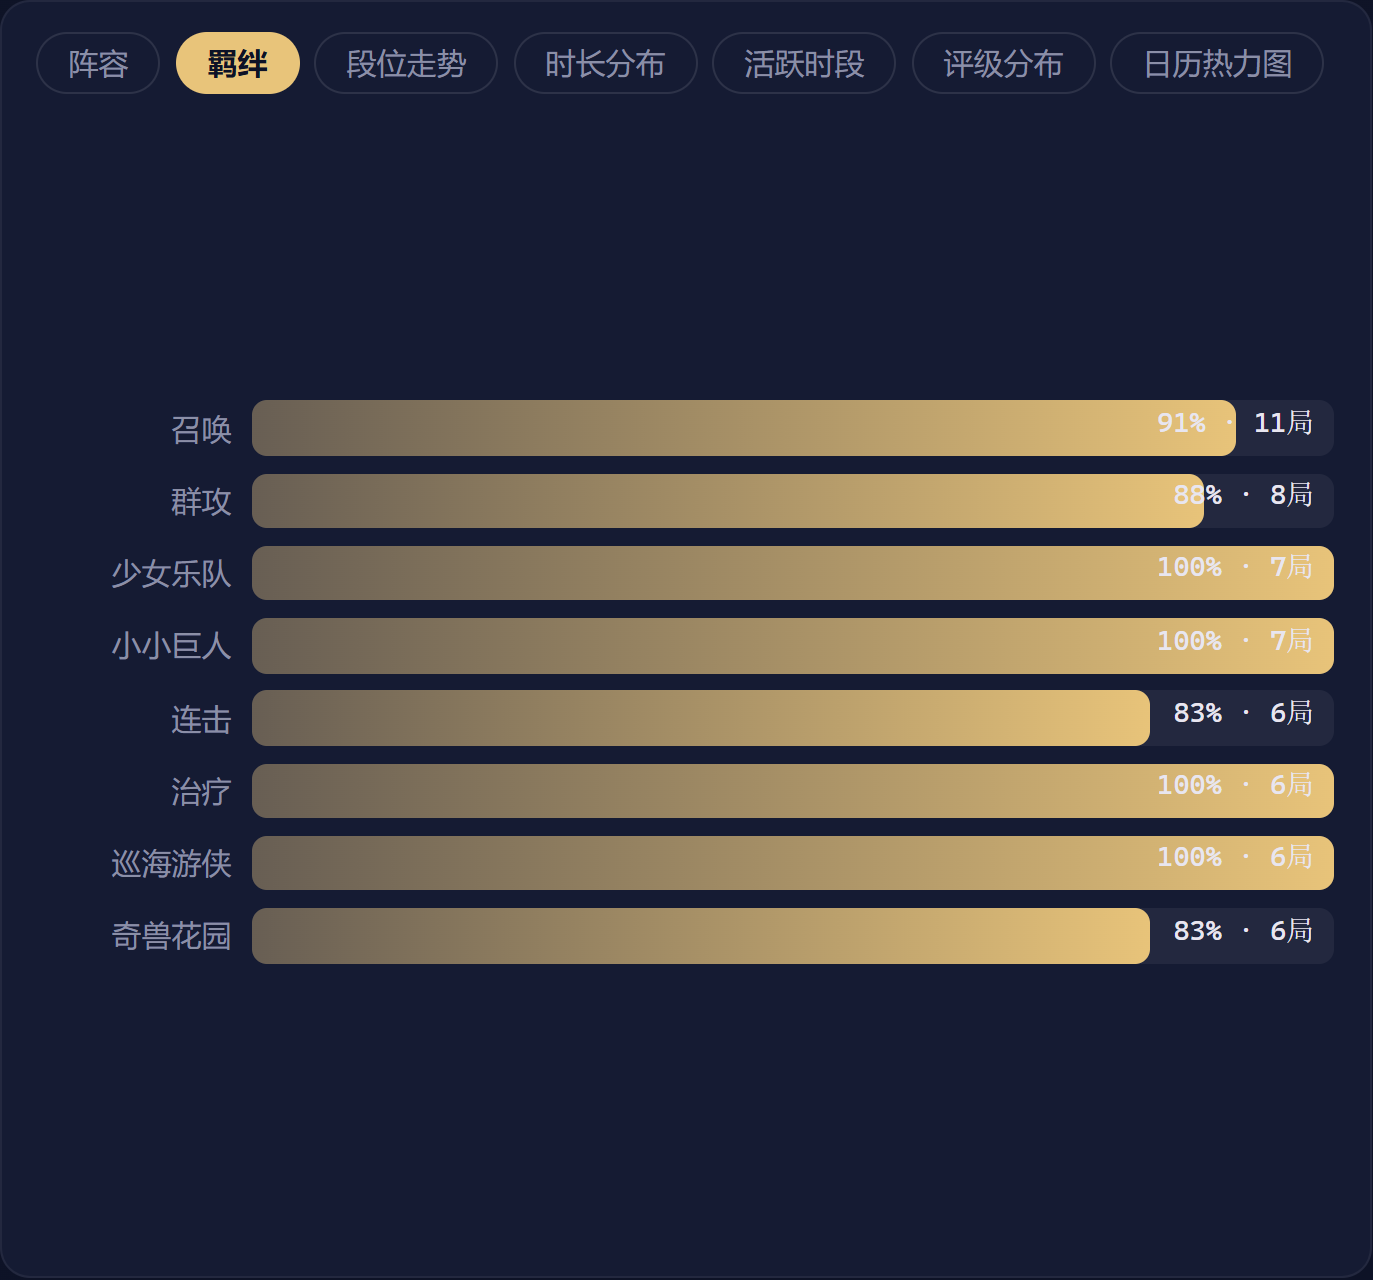 阵容 羁绊 段位走势 时长分布 活跃时段 评级分布 日历热力图
召唤 91% · 11局
群攻 88% · 8局
少女乐队 100% · 7局
小小巨人 100% · 7局
连击 83% · 6局
治疗 100% · 6局
巡海游侠 100% · 6局
奇兽花园 83% · 6局